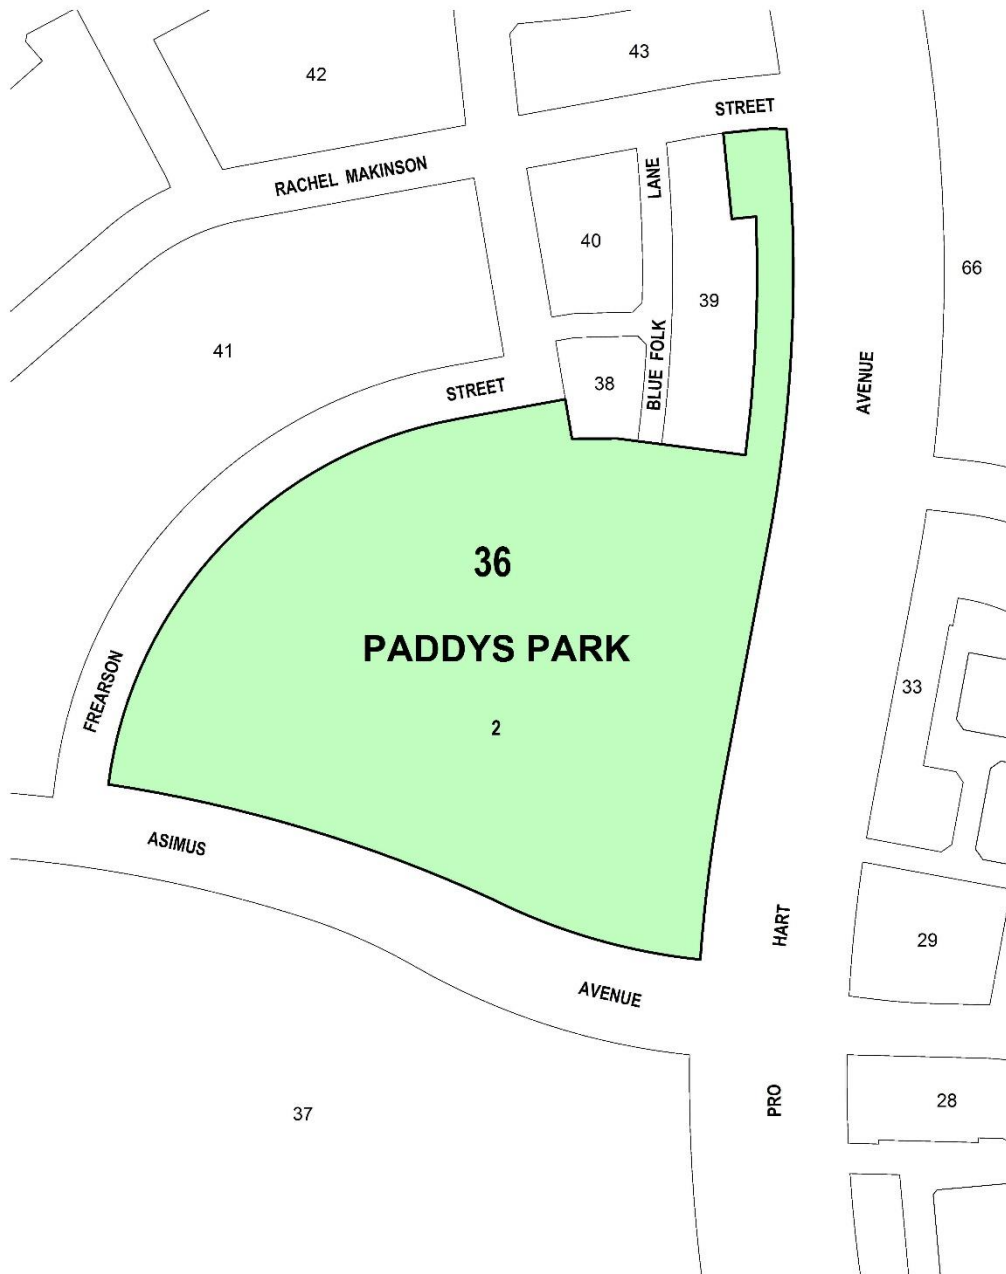 42
43
STREET
RACHEL MAKINSON
LANE
40
66
39
41
BLUE FOLK
AVENUE
38
STREET
36
PADDYS PARK
33
FREARSON
2
ASIMUS
HART
29
AVENUE
PRO
28
37